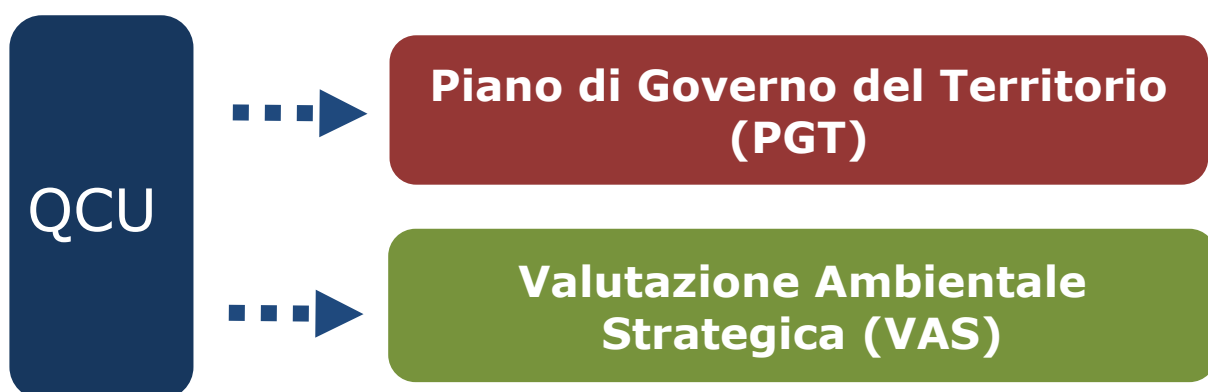 QCU
Piano di Governo del Territorio
(PGT)
Valutazione Ambientale
Strategica (VAS)